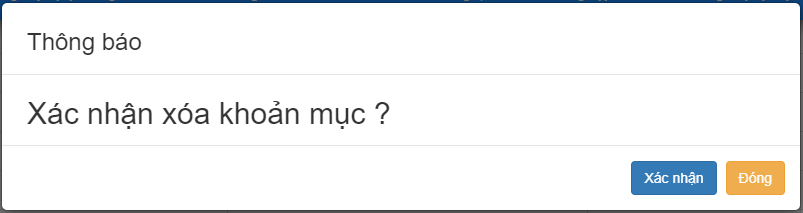 Thông báo
Xác nhận xóa khoản mục ?
Xác nhận Đóng